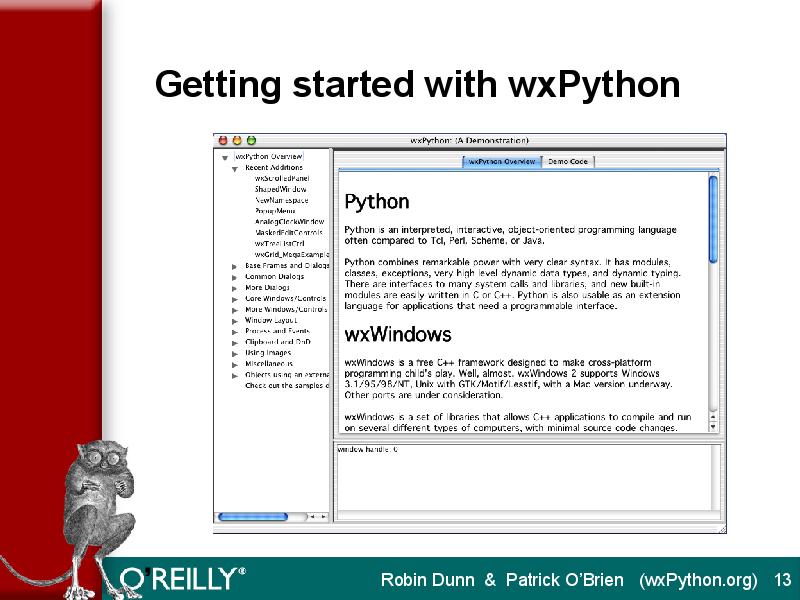 Getting started with wxPython
wxPython: (A Demonstration)
wxPython Overview
Recent Additions
wxScrolledPanel
ShapedWindow
NewNamespace
PopupMenu
AnalogClockWindow
MaskedEditControls
wxTreeListCtrl
wxGrid_MegaExample
Base Frames and Dialogs
Common Dialogs
More Dialogs
Core Windows/Controls
More Windows/Controls
Window Layout
Process and Events
Clipboard and DnD
Using Images
Miscellaneous
Objects using an externa
Check out the samples d
wxPython Overview Demo Code
Python
Python is an interpreted, interactive, object-oriented programming language
often compared to Tcl, Perl, Scheme, or Java.
Python combines remarkable power with very clear syntax. It has modules,
classes, exceptions, very high level dynamic data types, and dynamic typing.
There are interfaces to many system calls and libraries, and new built-in
modules are easily written in C or C++. Python is also usable as an extension
language for applications that need a programmable interface.
wxWindows
wxWindows is a free C++ framework designed to make cross-platform
programming child's play. Well, almost. wxWindows 2 supports Windows
3.1/95/98/NT, Unix with GTK/Motif/Lesstif, with a Mac version underway.
Other ports are under consideration.
wxWindows is a set of libraries that allows C++ applications to compile and run
on several different types of computers, with minimal source code changes.
window handle: 0
O'REILLY®
Robin Dunn & Patrick O'Brien (wxPython.org) 13